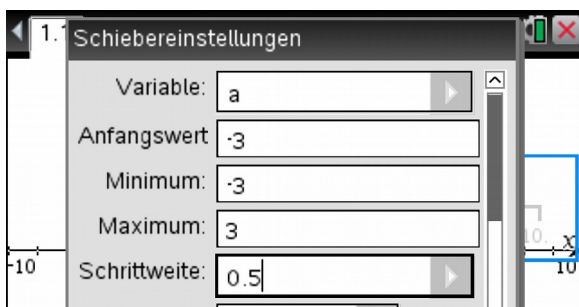 1.1
Schiebereinstellungen
Variable: a
Anfangswert -3
Minimum: -3
Maximum: 3
Schrittweite: 0.5
10. x
-10 10